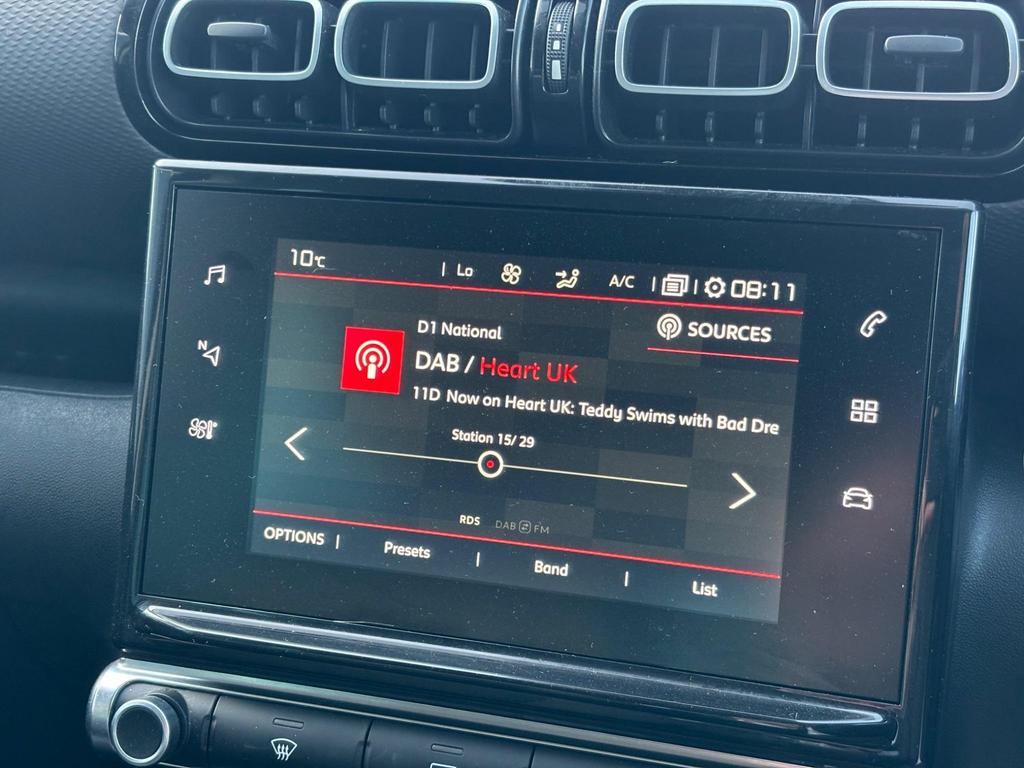 10°C | Lo A/C | | 08:11
D1 National
SOURCES
DAB / Heart UK
11D Now on Heart UK: Teddy Swims with Bad Dre
Station 15/29
RDS DAB FM
OPTIONS | Presets | Band | List
N